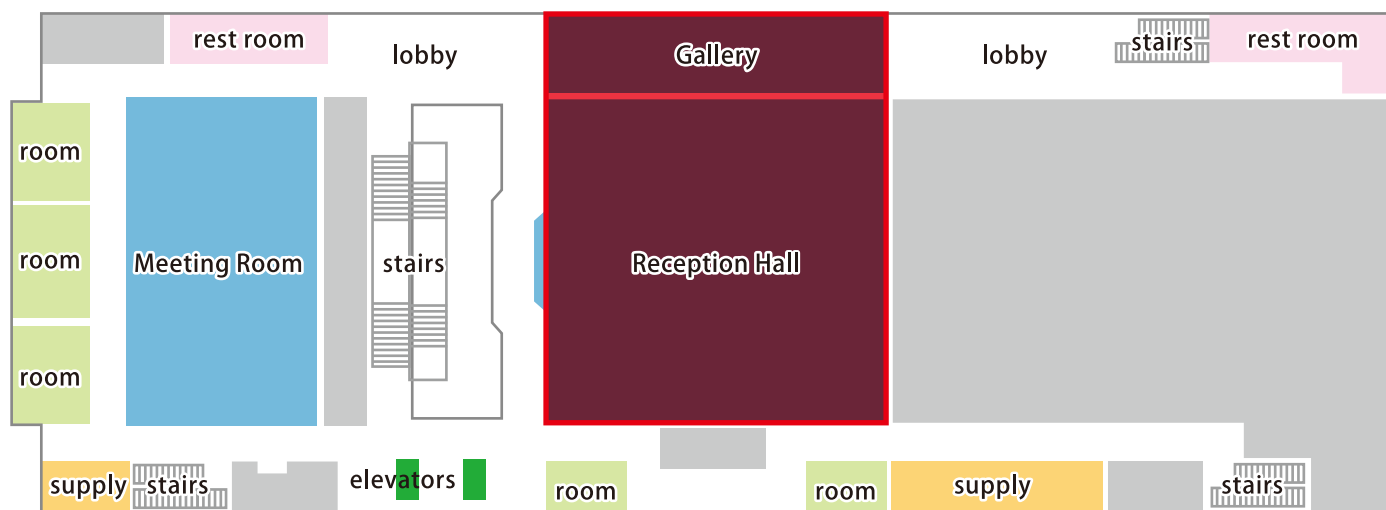 rest room
lobby
Gallery
lobby
stairs
rest room
room
room
Meeting Room
stairs
Reception Hall
room
supply
stairs
elevators
room
room
supply
stairs